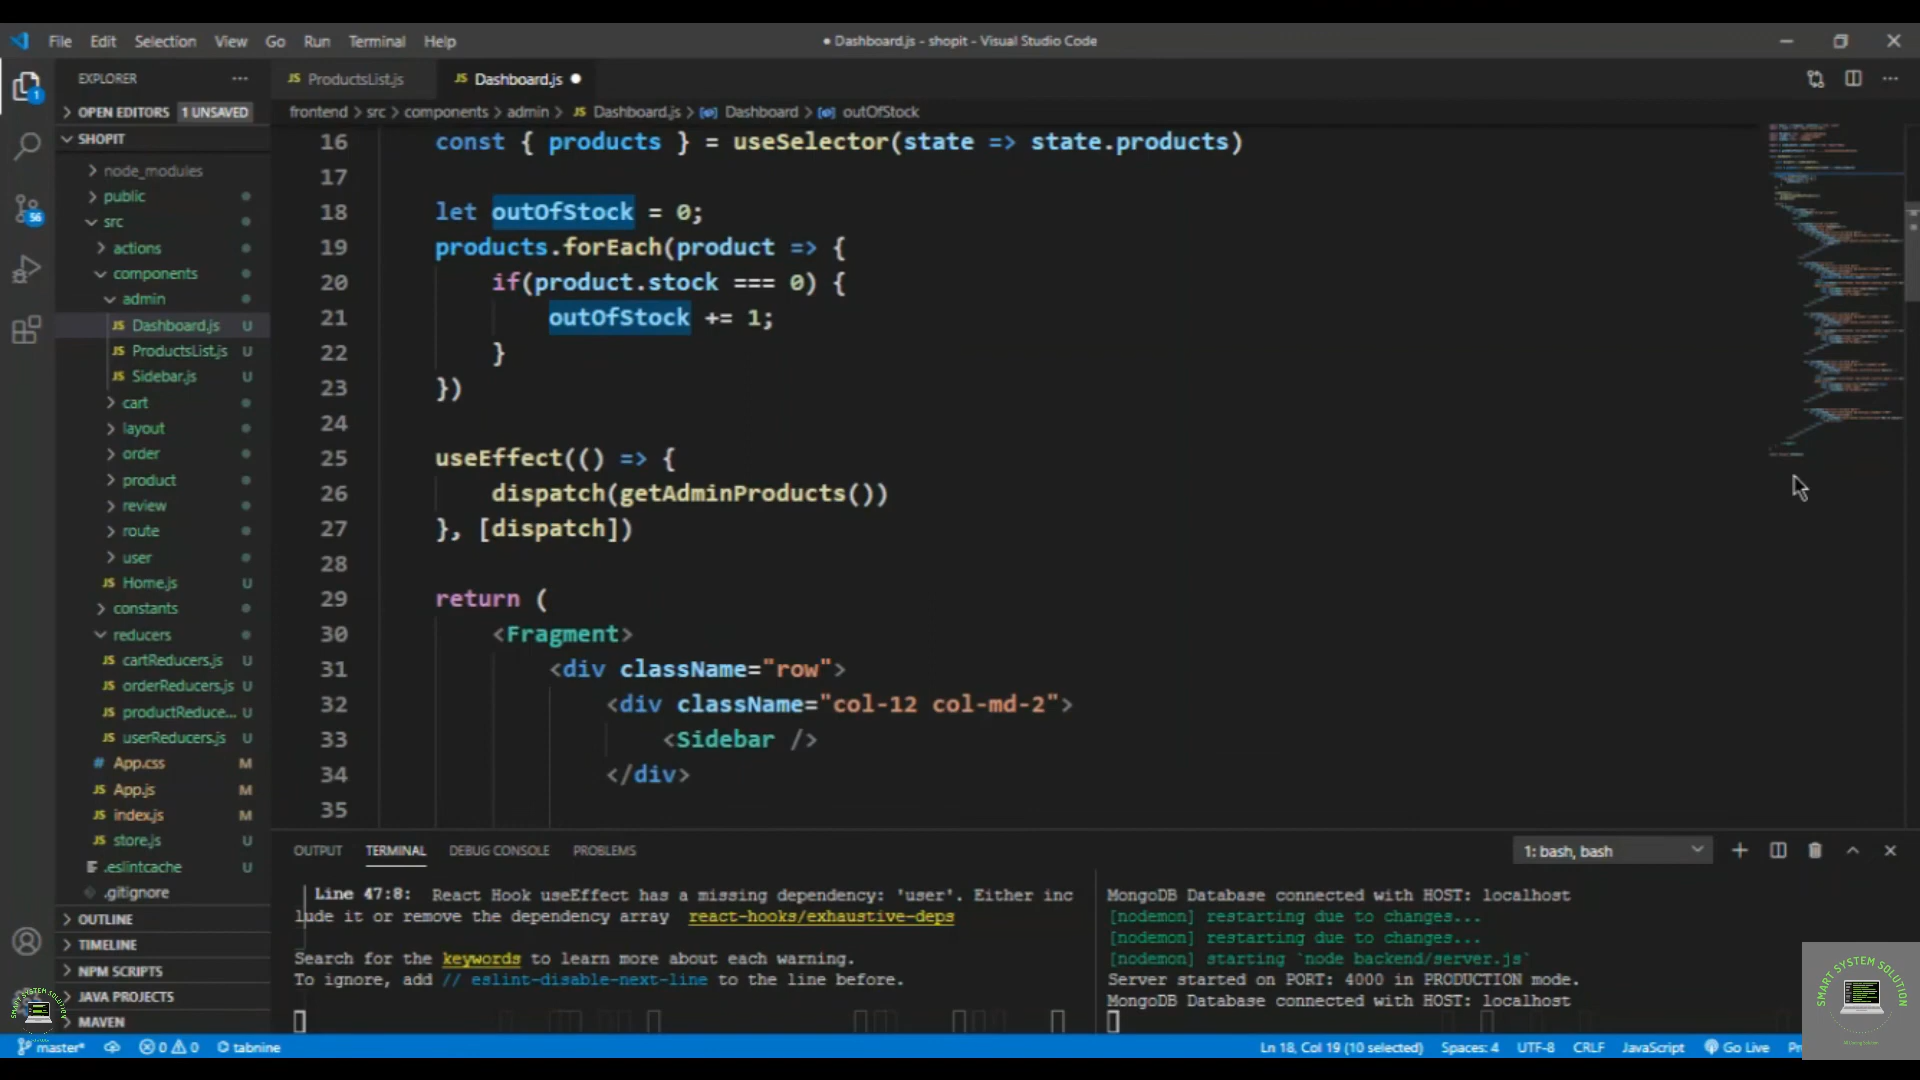 File Edit Selection View Go Run Terminal Help
● Dashboard.js - shopit - Visual Studio Code
EXPLORER ···
OPEN EDITORS 1 UNSAVED
SHOPIT
node_modules
public
src
actions
components
admin
JS Dashboard.js U
JS ProductsList.js U
JS Sidebar.js U
cart
layout
order
product
review
route
user
JS Home.js U
constants
reducers
JS cartReducers.js U
JS orderReducers.js U
JS productReduce... U
JS userReducers.js U
# App.css M
JS App.js M
JS index.js M
JS store.js U
.eslintcache U
.gitignore
OUTLINE
TIMELINE
NPM SCRIPTS
JAVA PROJECTS
MAVEN
1
56
JS ProductsList.js JS Dashboard.js ●
frontend > src > components > admin > JS Dashboard.js > Dashboard > outOfStock
16 const { products } = useSelector(state => state.products)
17
18 let outOfStock = 0;
19 products.forEach(product => {
20 if(product.stock === 0) {
21 outOfStock += 1;
22 }
23 })
24
25 useEffect(() => {
26 dispatch(getAdminProducts())
27 }, [dispatch])
28
29 return (
30 <Fragment>
31 <div className="row">
32 <div className="col-12 col-md-2">
33 <Sidebar />
34 </div>
35
OUTPUT TERMINAL DEBUG CONSOLE PROBLEMS
1: bash, bash
Line 47:8: React Hook useEffect has a missing dependency: 'user'. Either inc
lude it or remove the dependency array react-hooks/exhaustive-deps
Search for the keywords to learn more about each warning.
To ignore, add // eslint-disable-next-line to the line before.
MongoDB Database connected with HOST: localhost
[nodemon] restarting due to changes...
[nodemon] restarting due to changes...
[nodemon] starting `node backend/server.js`
Server started on PORT: 4000 in PRODUCTION mode.
MongoDB Database connected with HOST: localhost
SMART SYSTEM SOLUTION
SMART SYSTEM SOLUTION
master* 0 0 tabnine
Ln 18, Col 19 (10 selected) Spaces: 4 UTF-8 CRLF JavaScript Go Live